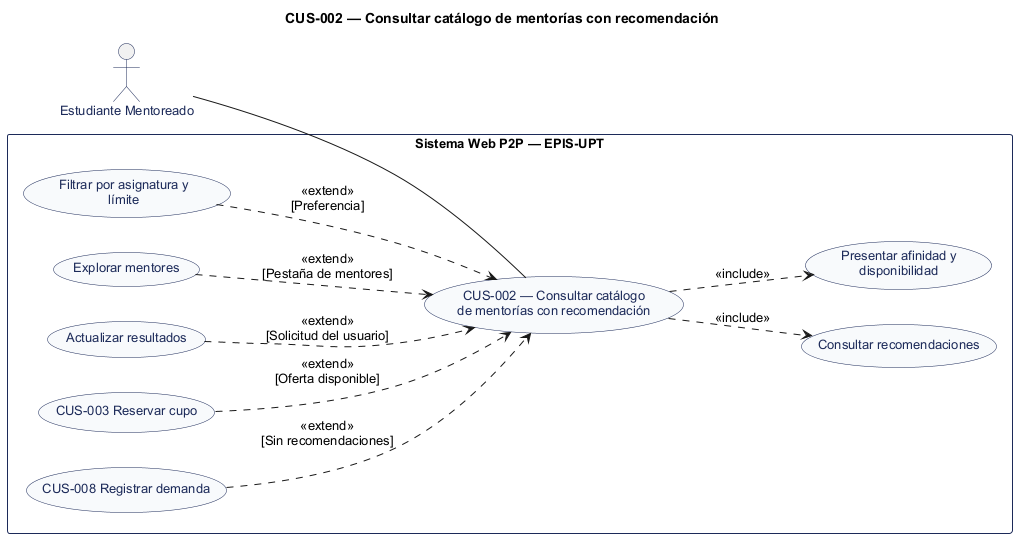 CUS-002 — Consultar catálogo de mentorías con recomendación
Estudiante Mentoreado
Sistema Web P2P — EPIS-UPT
Filtrar por asignatura y
límite
«extend»
[Preferencia]
Explorar mentores
«extend»
[Pestaña de mentores]
Actualizar resultados
«extend»
[Solicitud del usuario]
CUS-003 Reservar cupo
«extend»
[Oferta disponible]
CUS-008 Registrar demanda
«extend»
[Sin recomendaciones]
CUS-002 — Consultar catálogo
de mentorías con recomendación
«include»
Presentar afinidad y
disponibilidad
«include»
Consultar recomendaciones